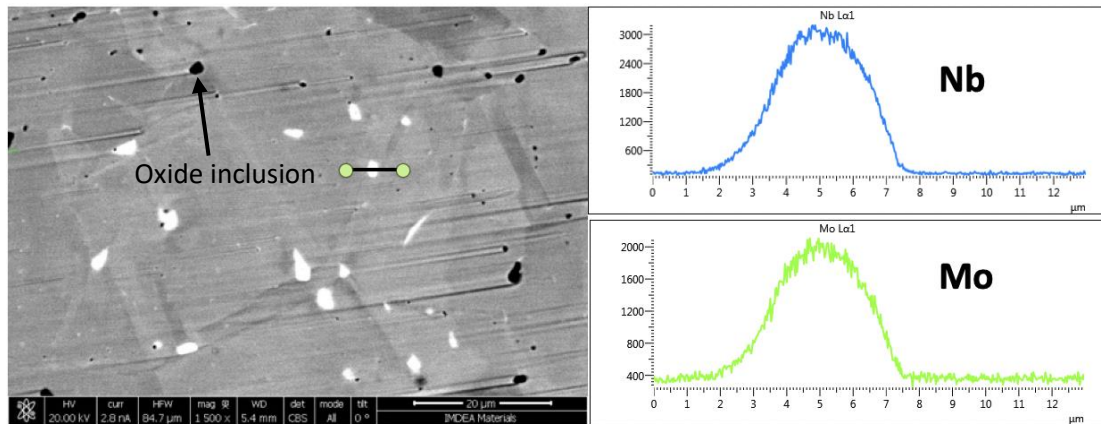 Oxide inclusion
HV curr HFW mag WD det mode tilt
20.00 kV 2.8 nA 84.7 µm 1 500 x 5.4 mm CBS All 0 °
20 µm
IMDEA Materials
Nb Lα1
3000
2400
1800
1200
600
Nb
0 1 2 3 4 5 6 7 8 9 10 11 12
µm
Mo Lα1
2000
1600
1200
800
400
Mo
0 1 2 3 4 5 6 7 8 9 10 11 12
µm